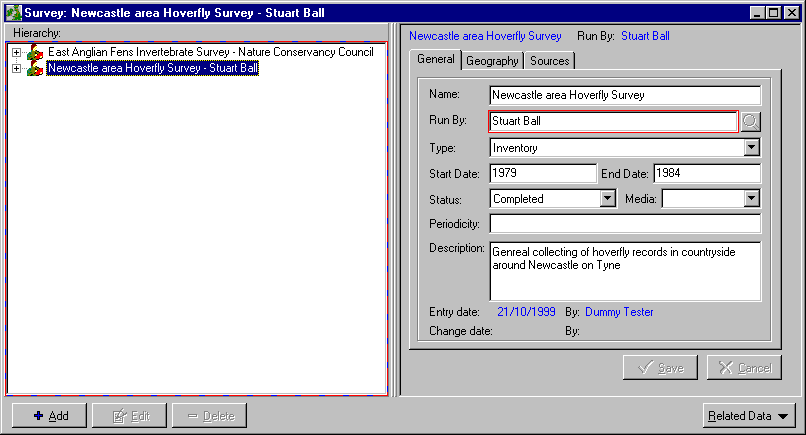 Survey: Newcastle area Hoverfly Survey - Stuart Ball
Hierarchy:
East Anglian Fens Invertebrate Survey - Nature Conservancy Council
Newcastle area Hoverfly Survey - Stuart Ball
Newcastle area Hoverfly Survey Run By: Stuart Ball
General Geography Sources
Name: Newcastle area Hoverfly Survey
Run By: Stuart Ball
Type: Inventory
Start Date: 1979 End Date: 1984
Status: Completed Media:
Periodicity:
Description: Genreal collecting of hoverfly records in countryside
around Newcastle on Tyne
Entry date: 21/10/1999 By: Dummy Tester
Change date: By:
Save Cancel
Add Edit Delete Related Data